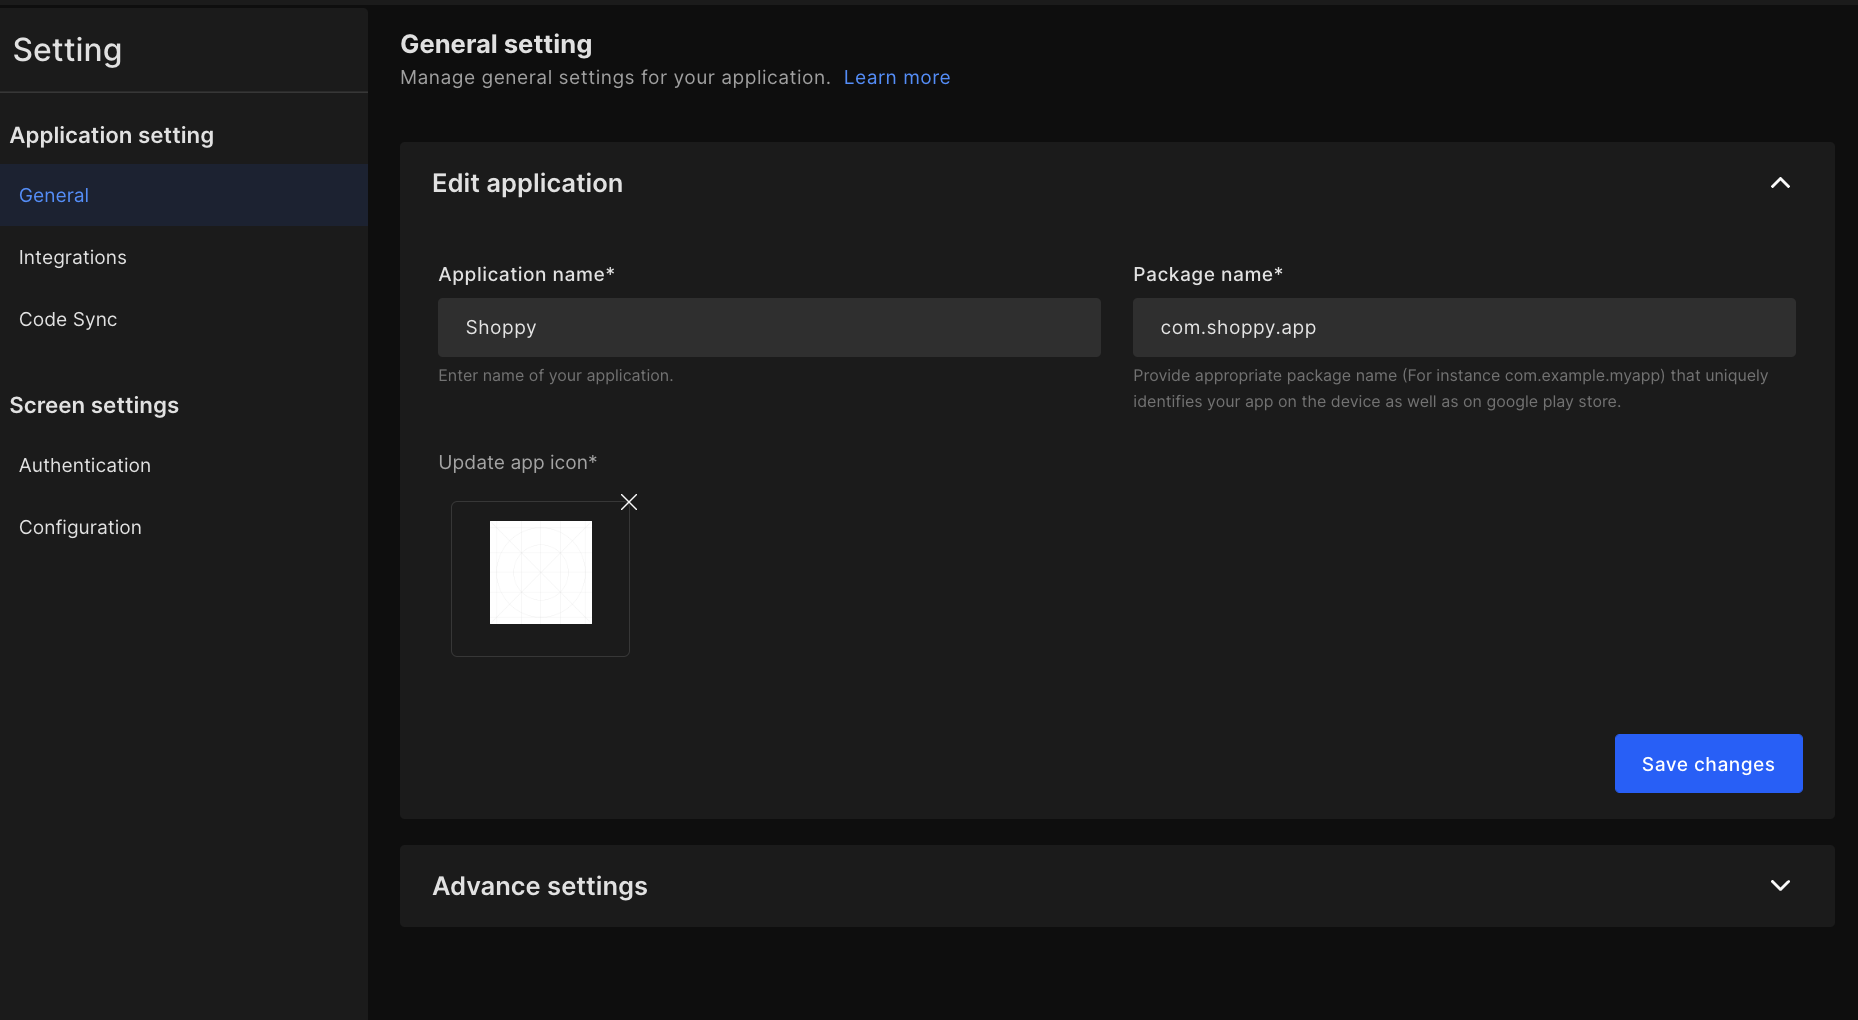 Setting
Application setting
General
Integrations
Code Sync
Screen settings
Authentication
Configuration
General setting
Manage general settings for your application. Learn more
Edit application
Application name*
Shoppy
Enter name of your application.
Package name*
com.shoppy.app
Provide appropriate package name (For instance com.example.myapp) that uniquely
identifies your app on the device as well as on google play store.
Update app icon*
Save changes
Advance settings